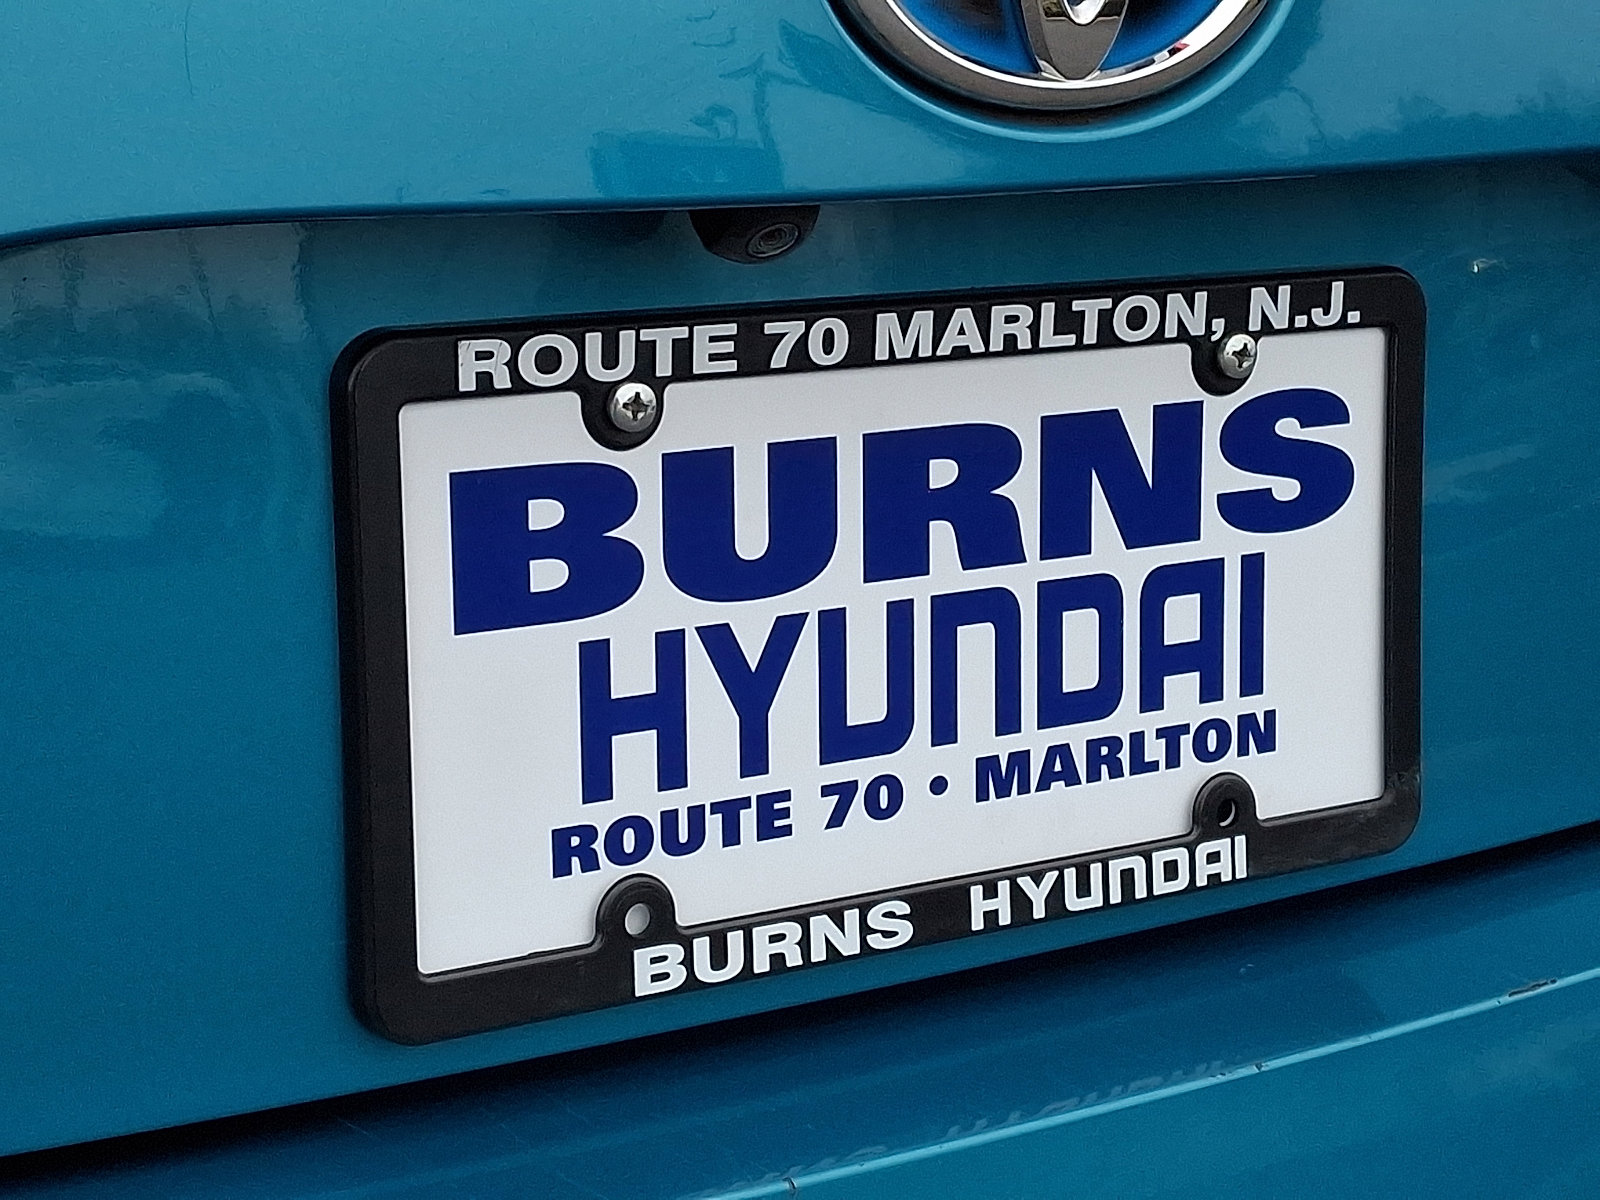 ROUTE 70 MARLTON, N.J.
BURNS
HYUNDAI
ROUTE 70 • MARLTON
BURNS HYUNDAI